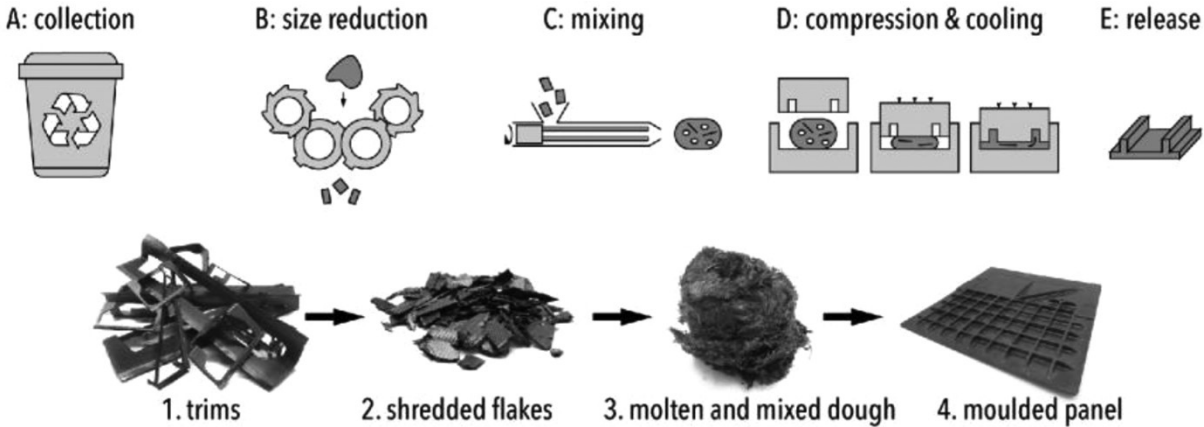 A: collection
B: size reduction
C: mixing
D: compression & cooling
E: release
1. trims
2. shredded flakes
3. molten and mixed dough
4. moulded panel